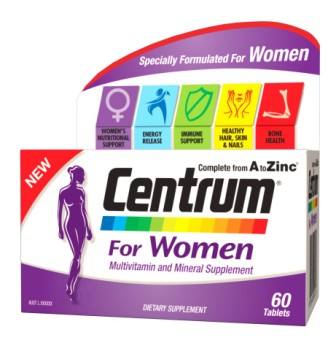 Specially Formulated For Women
WOMEN'S
NUTRITIONAL
SUPPORT
ENERGY
RELEASE
IMMUNE
SUPPORT
HEALTHY
HAIR, SKIN
& NAILS
BONE
HEALTH
Complete from A to Zinc®
NEW
Centrum®
For Women
Multivitamin and Mineral Supplement
DIETARY SUPPLEMENT
60
Tablets